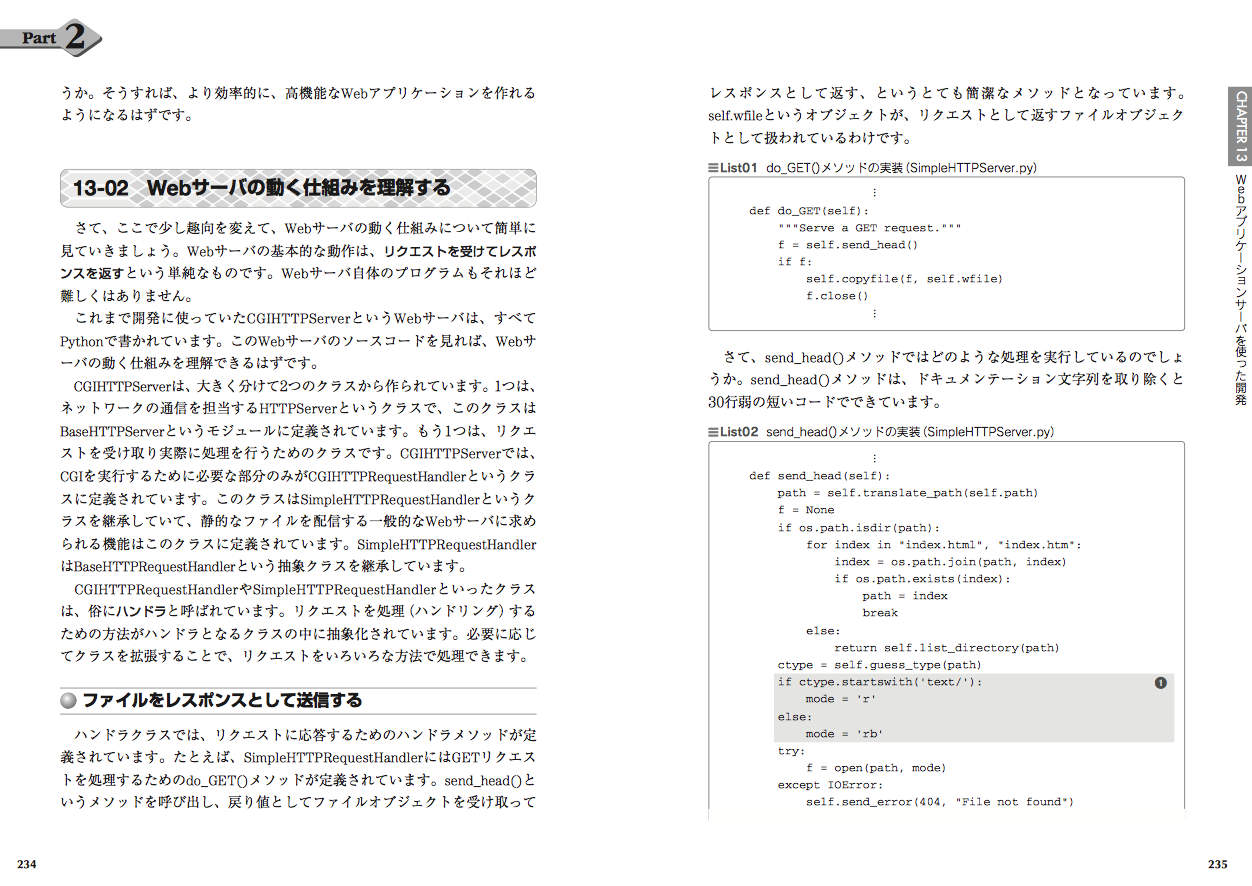 Part 2
うか。そうすれば、より効率的に、高機能なWebアプリケーションを作れる
ようになるはずです。
13-02　Webサーバの動く仕組みを理解する
さて、ここで少し趣向を変えて、Webサーバの動く仕組みについて簡単に
見ていきましょう。Webサーバの基本的な動作は、リクエストを受けてレスポ
ンスを返すという単純なものです。Webサーバ自体のプログラムもそれほど
難しくはありません。
これまで開発に使っていたCGIHTTPServerというWebサーバは、すべて
Pythonで書かれています。このWebサーバのソースコードを見れば、Webサ
ーバの動く仕組みを理解できるはずです。
CGIHTTPServerは、大きく分けて2つのクラスから作られています。1つは、
ネットワークの通信を担当するHTTPServerというクラスで、このクラスは
BaseHTTPServerというモジュールに定義されています。もう1つは、リクエ
ストを受け取り実際に処理を行うためのクラスです。CGIHTTPServerでは、
CGIを実行するために必要な部分のみがCGIHTTPRequestHandlerというクラ
スに定義されています。このクラスはSimpleHTTPRequestHandlerというク
ラスを継承していて、静的なファイルを配信する一般的なWebサーバに求め
られる機能はこのクラスに定義されています。SimpleHTTPRequestHandler
はBaseHTTPRequestHandlerという抽象クラスを継承しています。
CGIHTTPRequestHandlerやSimpleHTTPRequestHandlerといったクラス
は、俗にハンドラと呼ばれています。リクエストを処理（ハンドリング）する
ための方法がハンドラとなるクラスの中に抽象化されています。必要に応じ
てクラスを拡張することで、リクエストをいろいろな方法で処理できます。
ファイルをレスポンスとして送信する
ハンドラクラスでは、リクエストに応答するためのハンドラメソッドが定
義されています。たとえば、SimpleHTTPRequestHandlerにはGETリクエス
トを処理するためのdo_GET()メソッドが定義されています。send_head()と
いうメソッドを呼び出し、戻り値としてファイルオブジェクトを受け取って
234
レスポンスとして返す、というとても簡潔なメソッドとなっています。
self.wfileというオブジェクトが、リクエストとして返すファイルオブジェク
トとして扱われているわけです。
List01　do_GET()メソッドの実装（SimpleHTTPServer.py）
⋮
def do_GET(self):
    """Serve a GET request."""
    f = self.send_head()
    if f:
        self.copyfile(f, self.wfile)
        f.close()
⋮
さて、send_head()メソッドではどのような処理を実行しているのでしょ
うか。send_head()メソッドは、ドキュメンテーション文字列を取り除くと
30行弱の短いコードでできています。
List02　send_head()メソッドの実装（SimpleHTTPServer.py）
⋮
def send_head(self):
    path = self.translate_path(self.path)
    f = None
    if os.path.isdir(path):
        for index in "index.html", "index.htm":
            index = os.path.join(path, index)
            if os.path.exists(index):
                path = index
                break
        else:
            return self.list_directory(path)
    ctype = self.guess_type(path)
    if ctype.startswith('text/'): ❶
        mode = 'r'
    else:
        mode = 'rb'
    try:
        f = open(path, mode)
    except IOError:
        self.send_error(404, "File not found")
CHAPTER 13 Webアプリケーションサーバを使った開発
235